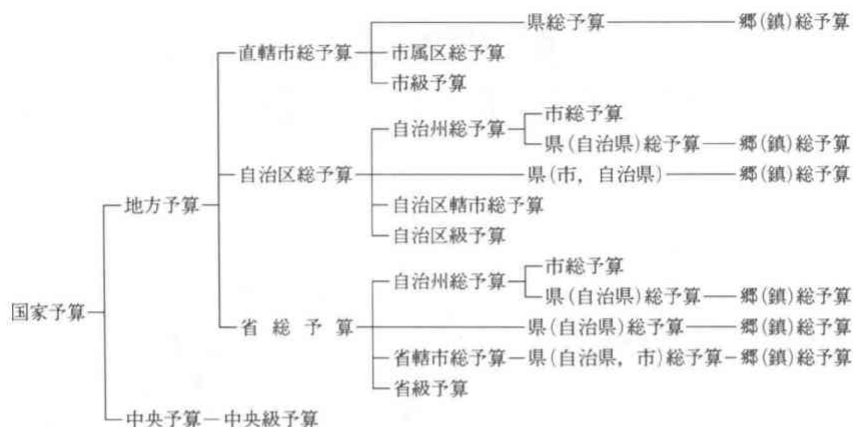 県総予算 郷(鎮)総予算
直轄市総予算 市属区総予算
市級予算
市総予算
自治州総予算
県(自治県)総予算 郷(鎮)総予算
自治区総予算 県(市，自治県) 郷(鎮)総予算
地方予算 自治区轄市総予算
自治区級予算
市総予算
自治州総予算
国家予算 県(自治県)総予算 郷(鎮)総予算
省総予算 県(自治県)総予算 郷(鎮)総予算
省轄市総予算 県(自治県，市)総予算 郷(鎮)総予算
省級予算
中央予算 中央級予算